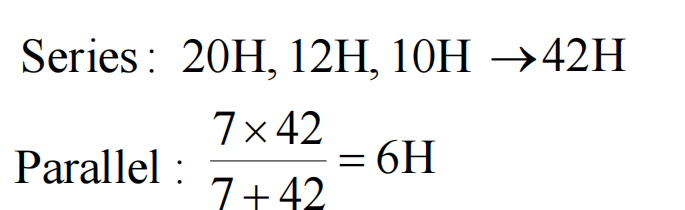 Series : 20H, 12H, 10H → 42H
Parallel : 7 × 42 / 7 + 42 = 6H